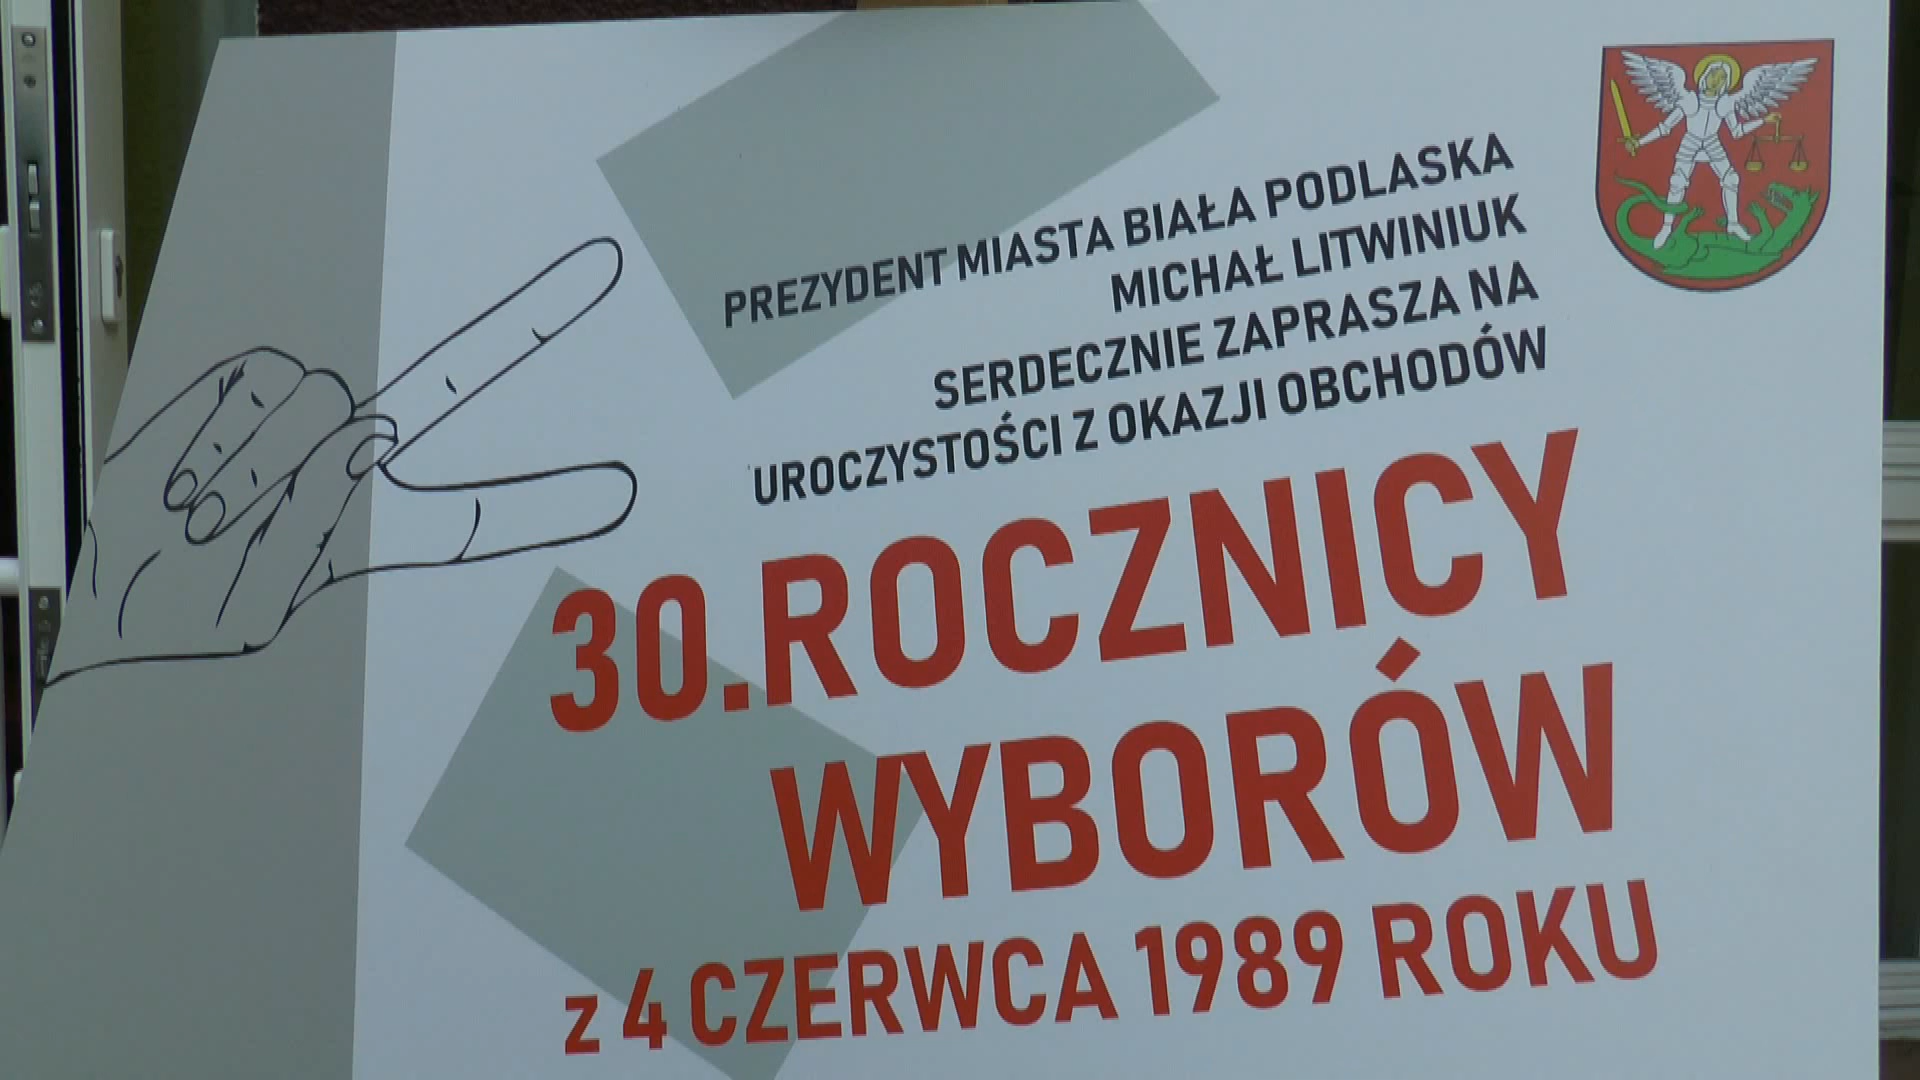 PREZYDENT MIASTA BIAŁA PODLASKA
MICHAŁ LITWINIUK
SERDECZNIE ZAPRASZA NA
UROCZYSTOŚCI Z OKAZJI OBCHODÓW
30.ROCZNICY
WYBORÓW
z 4 CZERWCA 1989 ROKU